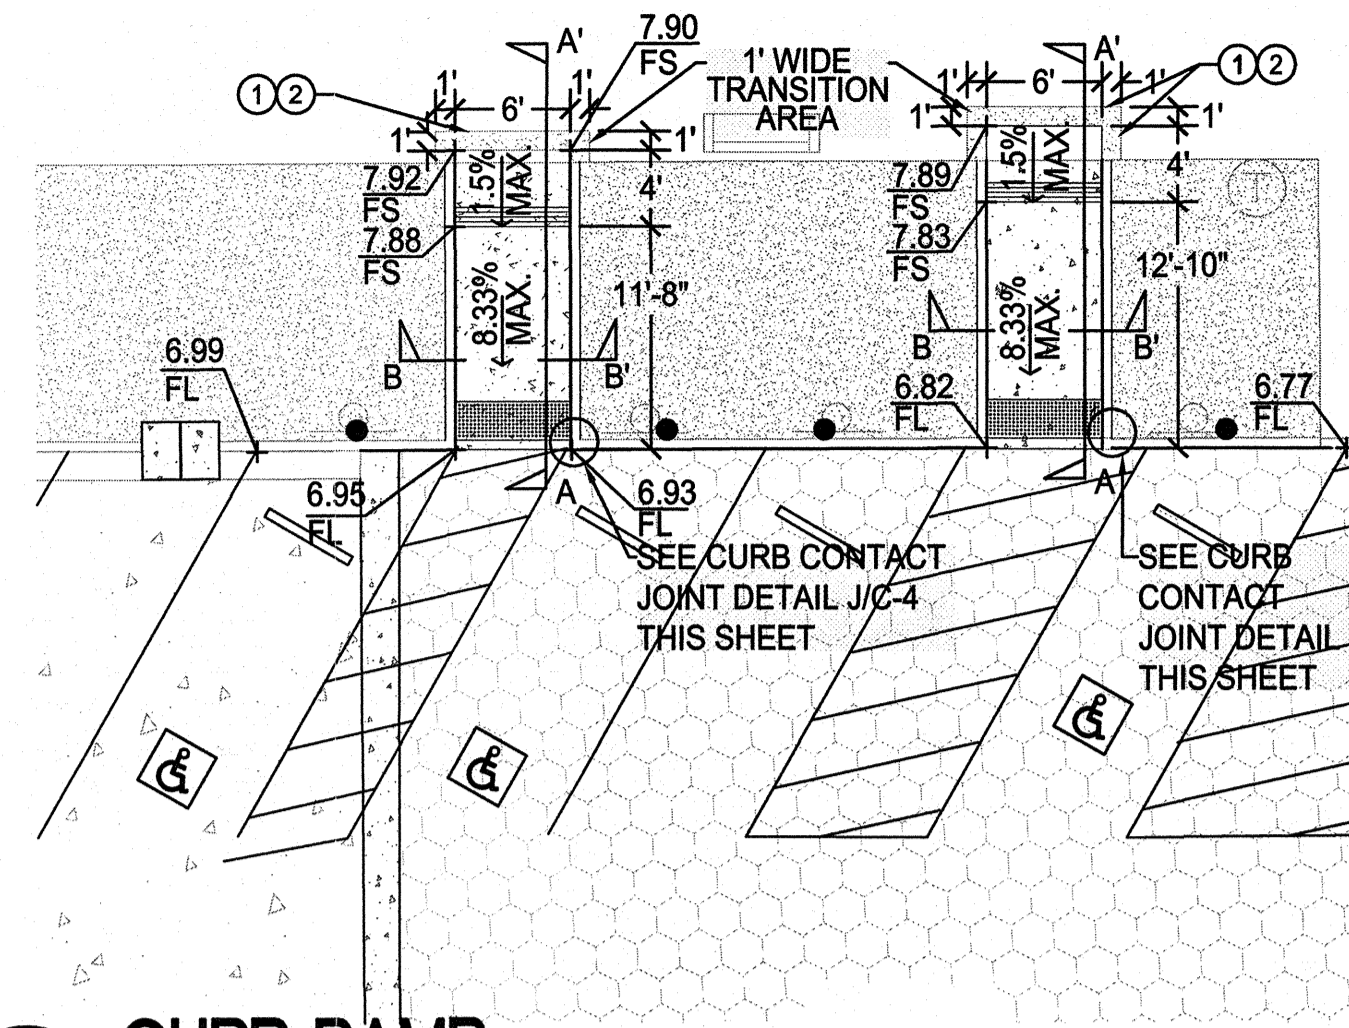 7.90
FS
A'
A'
1' WIDE
TRANSITION
AREA
1 2
1'
6'
1'
1'
1'
1'
6'
1'
1 2
1'
1'
4'
4'
7.92
FS
7.88
FS
1.5%
MAX.
7.89
FS
7.83
FS
1.5%
MAX.
T
8.33%
MAX.
11'-8"
8.33%
MAX.
12'-10"
B
B'
B
B'
6.99
FL
6.82
FL
6.77
FL
6.95
FL
A
6.93
FL
A
SEE CURB CONTACT
JOINT DETAIL J/C-4
THIS SHEET
SEE CURB
CONTACT
JOINT DETAIL
THIS SHEET
CURB RAMP